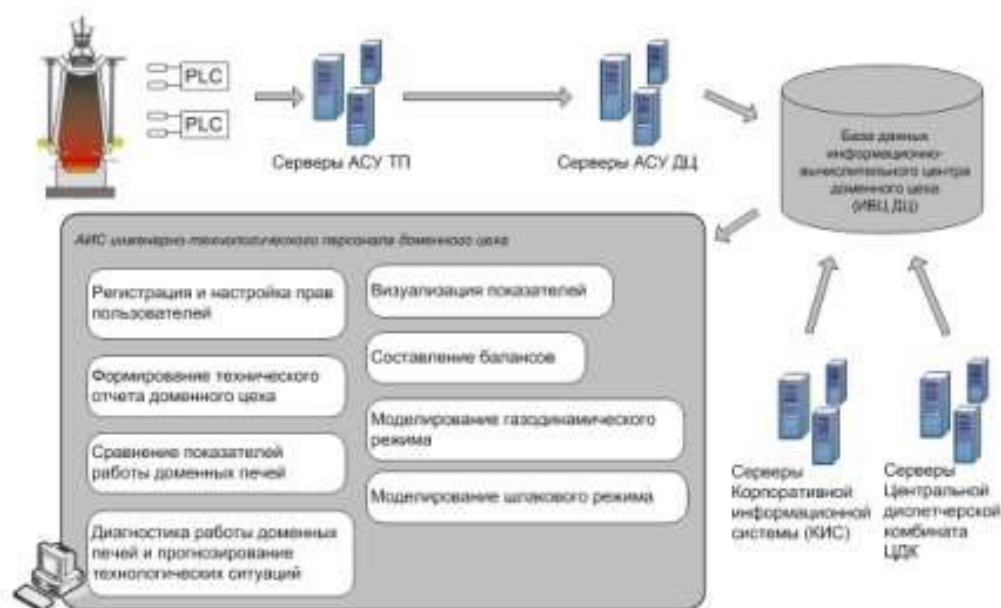 PLC
PLC
Серверы АСУ ТП
Серверы АСУ ДЦ
База данных
информационно-
вычислительного центра
доменного цеха
(ИВЦ ДЦ)
АИС инженерно технологического персонала доменного цеха
Регистрация и настройка прав
пользователей
Формирование технического
отчета доменного цеха
Сравнение показателей
работы доменных печей
Диагностика работы доменных
печей и прогнозирование
технологических ситуаций
Визуализация показателей
Составление балансов
Моделирование газодинамического
режима
Моделирование шлакового режима
Серверы
Корпоративной
информационной
системы (КИС)
Серверы
Центральной
диспетчерской
комбината
ЦДК